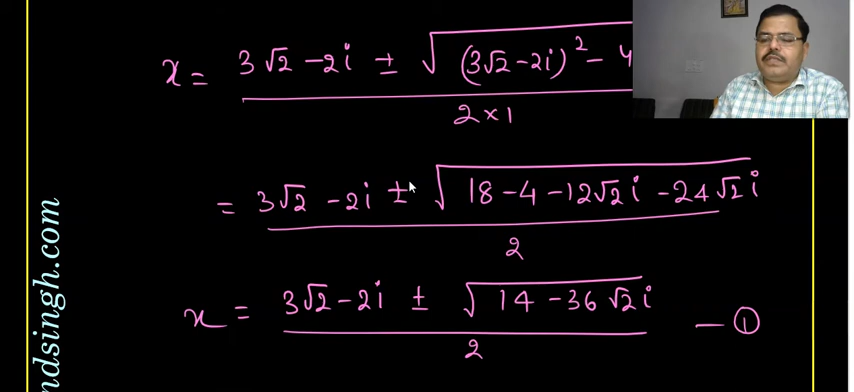 x = 3√2 − 2i ± √(3√2 − 2i)² − 4
2 × 1
= 3√2 − 2i ± √18 − 4 − 12√2 i − 24√2 i
2
x = 3√2 − 2i ± √14 − 36√2 i — ①
2
ndsingh.com